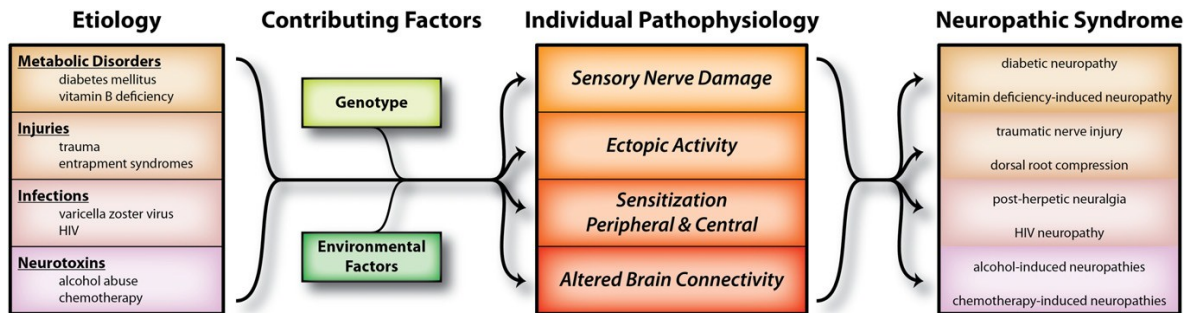 Etiology
Metabolic Disorders
diabetes mellitus
vitamin B deficiency
Injuries
trauma
entrapment syndromes
Infections
varicella zoster virus
HIV
Neurotoxins
alcohol abuse
chemotherapy
Contributing Factors
Genotype
Environmental
Factors
Individual Pathophysiology
Sensory Nerve Damage
Ectopic Activity
Sensitization
Peripheral & Central
Altered Brain Connectivity
Neuropathic Syndrome
diabetic neuropathy
vitamin deficiency-induced neuropathy
traumatic nerve injury
dorsal root compression
post-herpetic neuralgia
HIV neuropathy
alcohol-induced neuropathies
chemotherapy-induced neuropathies